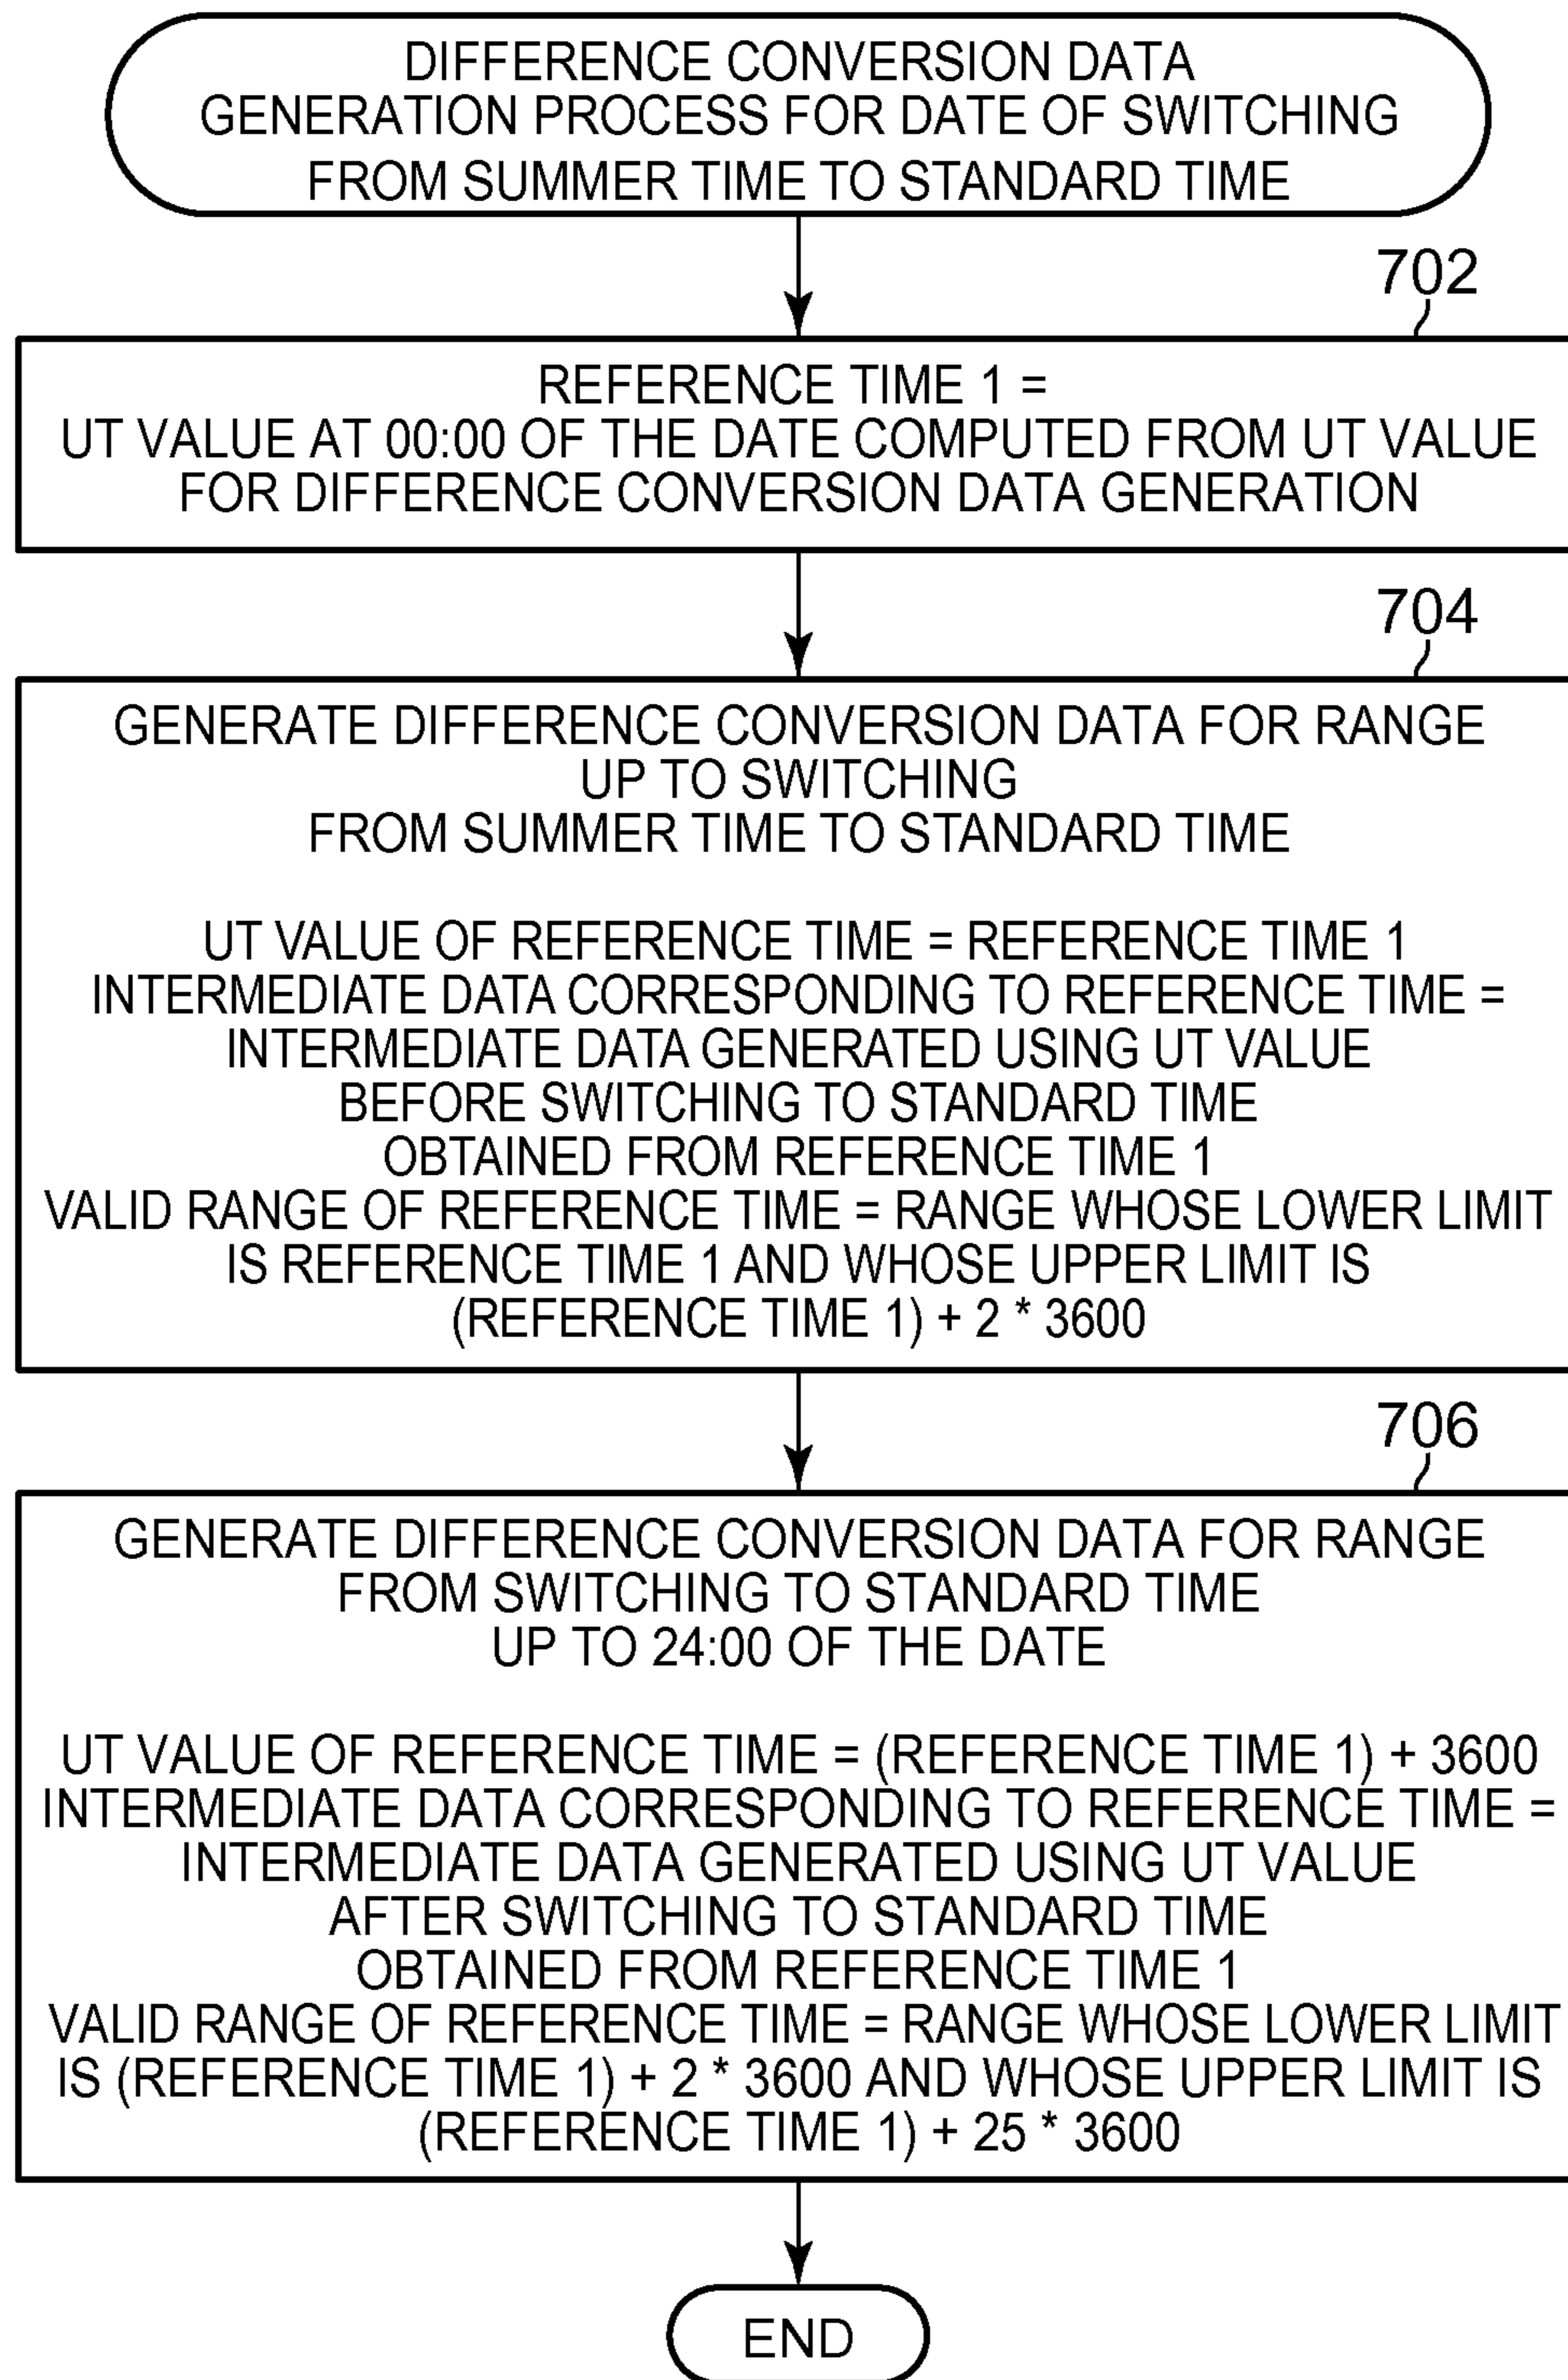 DIFFERENCE CONVERSION DATA
GENERATION PROCESS FOR DATE OF SWITCHING
FROM SUMMER TIME TO STANDARD TIME
702
REFERENCE TIME 1 =
UT VALUE AT 00:00 OF THE DATE COMPUTED FROM UT VALUE
FOR DIFFERENCE CONVERSION DATA GENERATION
704
GENERATE DIFFERENCE CONVERSION DATA FOR RANGE
UP TO SWITCHING
FROM SUMMER TIME TO STANDARD TIME
UT VALUE OF REFERENCE TIME = REFERENCE TIME 1
INTERMEDIATE DATA CORRESPONDING TO REFERENCE TIME =
INTERMEDIATE DATA GENERATED USING UT VALUE
BEFORE SWITCHING TO STANDARD TIME
OBTAINED FROM REFERENCE TIME 1
VALID RANGE OF REFERENCE TIME = RANGE WHOSE LOWER LIMIT
IS REFERENCE TIME 1 AND WHOSE UPPER LIMIT IS
(REFERENCE TIME 1) + 2 * 3600
706
GENERATE DIFFERENCE CONVERSION DATA FOR RANGE
FROM SWITCHING TO STANDARD TIME
UP TO 24:00 OF THE DATE
UT VALUE OF REFERENCE TIME = (REFERENCE TIME 1) + 3600
INTERMEDIATE DATA CORRESPONDING TO REFERENCE TIME =
INTERMEDIATE DATA GENERATED USING UT VALUE
AFTER SWITCHING TO STANDARD TIME
OBTAINED FROM REFERENCE TIME 1
VALID RANGE OF REFERENCE TIME = RANGE WHOSE LOWER LIMIT
IS (REFERENCE TIME 1) + 2 * 3600 AND WHOSE UPPER LIMIT IS
(REFERENCE TIME 1) + 25 * 3600
END